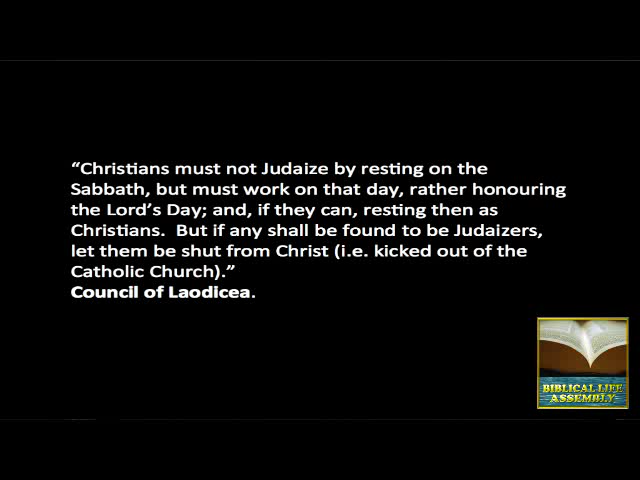 “Christians must not Judaize by resting on the
Sabbath, but must work on that day, rather honouring
the Lord’s Day; and, if they can, resting then as
Christians.  But if any shall be found to be Judaizers,
let them be shut from Christ (i.e. kicked out of the
Catholic Church).”
Council of Laodicea.
BIBLICAL LIFE
ASSEMBLY